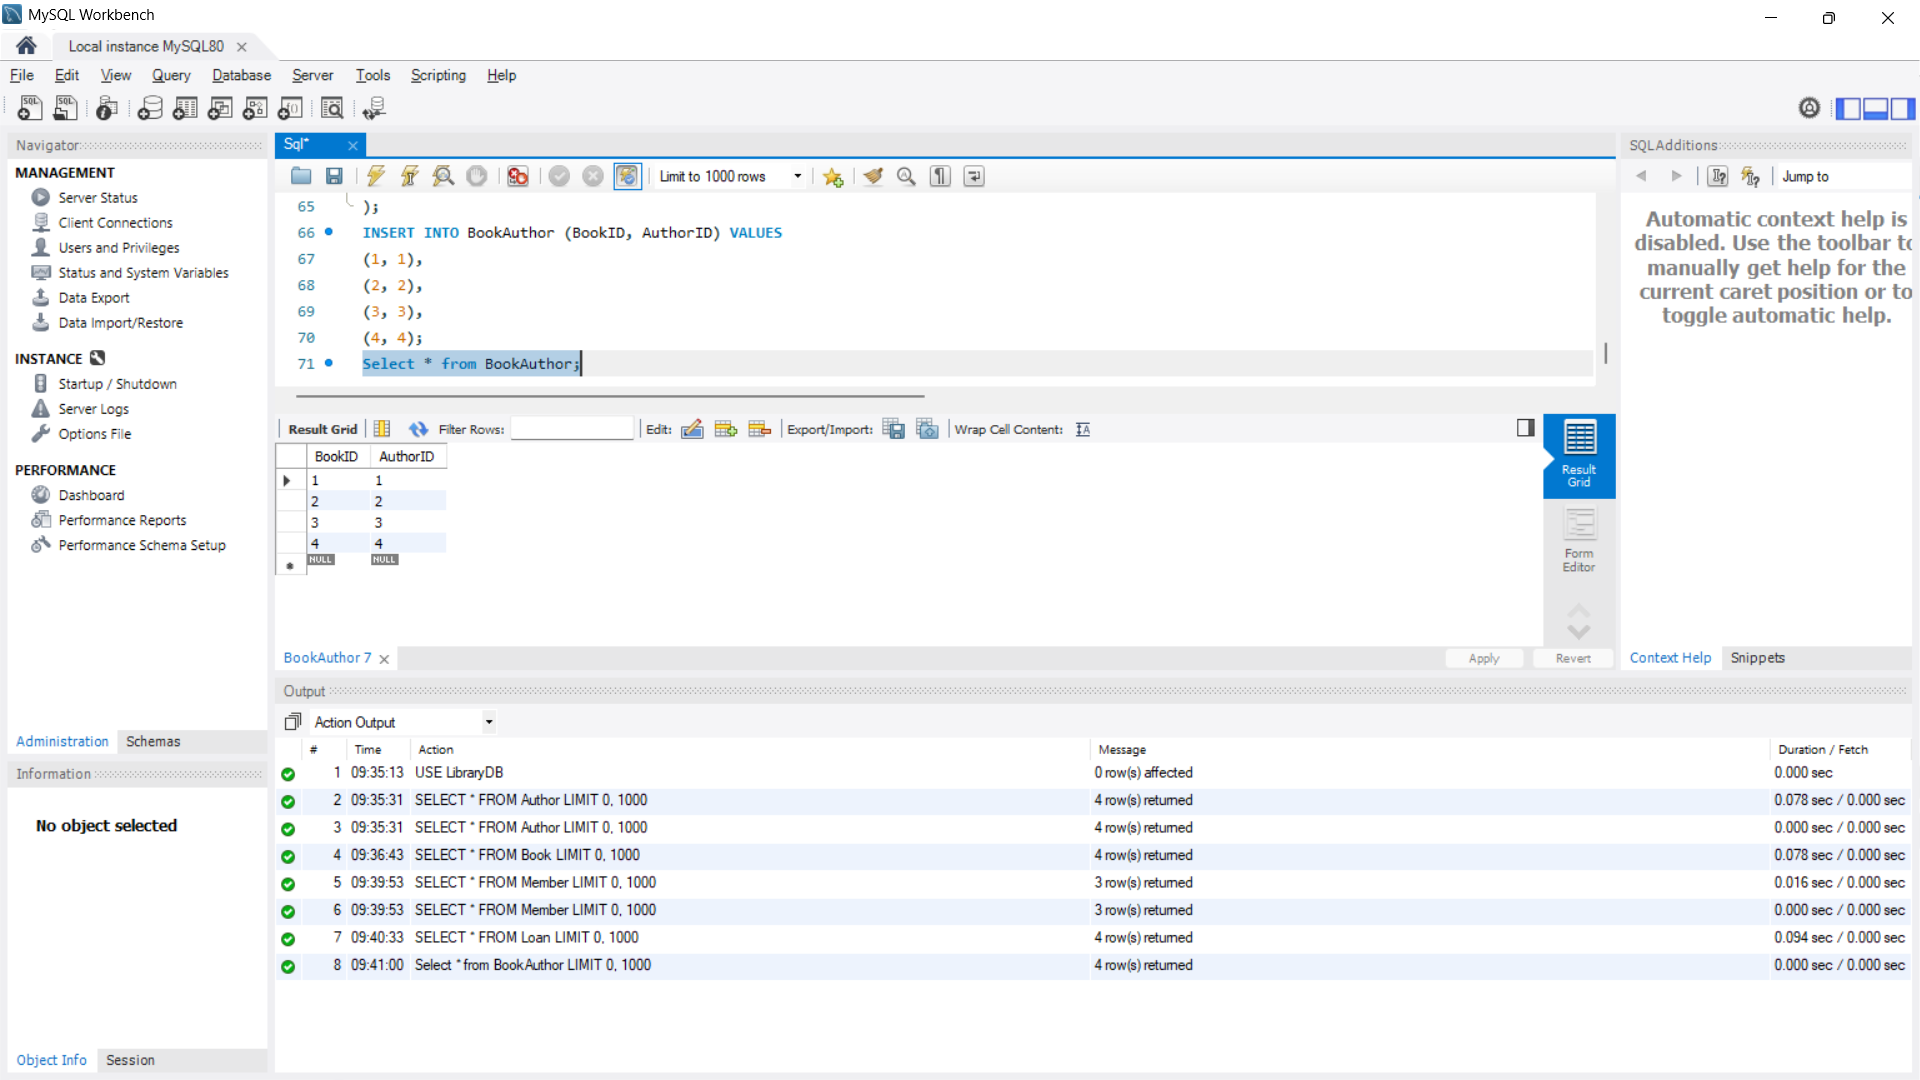 MySQL Workbench
Local instance MySQL80
File Edit View Query Database Server Tools Scripting Help
Navigator
MANAGEMENT
Server Status
Client Connections
Users and Privileges
Status and System Variables
Data Export
Data Import/Restore
INSTANCE
Startup / Shutdown
Server Logs
Options File
PERFORMANCE
Dashboard
Performance Reports
Performance Schema Setup
Administration Schemas
Information
No object selected
Object Info Session
Sql*
Limit to 1000 rows
65 );
66 INSERT INTO BookAuthor (BookID, AuthorID) VALUES
67 (1, 1),
68 (2, 2),
69 (3, 3),
70 (4, 4);
71 Select * from BookAuthor;
Result Grid Filter Rows: Edit: Export/Import: Wrap Cell Content:
BookID AuthorID
1 1
2 2
3 3
4 4
NULL NULL
Result
Grid
Form
Editor
BookAuthor 7 Apply Revert
SQLAdditions
Jump to
Automatic context help is
disabled. Use the toolbar to
manually get help for the
current caret position or to
toggle automatic help.
Context Help Snippets
Output
Action Output
# Time Action Message Duration / Fetch
1 09:35:13 USE LibraryDB 0 row(s) affected 0.000 sec
2 09:35:31 SELECT * FROM Author LIMIT 0, 1000 4 row(s) returned 0.078 sec / 0.000 sec
3 09:35:31 SELECT * FROM Author LIMIT 0, 1000 4 row(s) returned 0.000 sec / 0.000 sec
4 09:36:43 SELECT * FROM Book LIMIT 0, 1000 4 row(s) returned 0.078 sec / 0.000 sec
5 09:39:53 SELECT * FROM Member LIMIT 0, 1000 3 row(s) returned 0.016 sec / 0.000 sec
6 09:39:53 SELECT * FROM Member LIMIT 0, 1000 3 row(s) returned 0.000 sec / 0.000 sec
7 09:40:33 SELECT * FROM Loan LIMIT 0, 1000 4 row(s) returned 0.094 sec / 0.000 sec
8 09:41:00 Select * from BookAuthor LIMIT 0, 1000 4 row(s) returned 0.000 sec / 0.000 sec